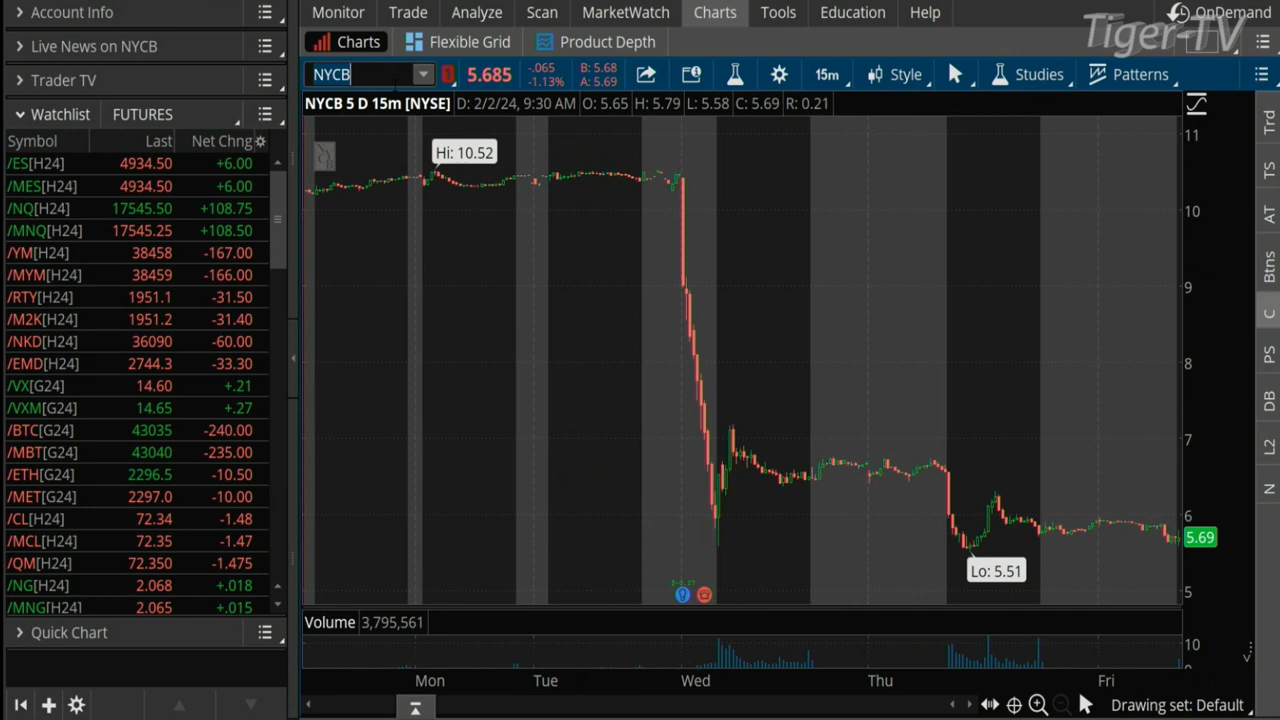 Account Info
Monitor Trade Analyze Scan MarketWatch Charts Tools Education Help OnDemand
Tiger-TV
Live News on NYCB
Charts Flexible Grid Product Depth
Trader TV
NYCB 5.685 -.065 -1.13% B: 5.68 A: 5.69 15m Style Studies Patterns
Watchlist FUTURES
NYCB 5 D 15m [NYSE] D: 2/2/24, 9:30 AM O: 5.65 H: 5.79 L: 5.58 C: 5.69 R: 0.21
Symbol Last Net Chng
/ES[H24] 4934.50 +6.00
/MES[H24] 4934.50 +6.00
/NQ[H24] 17545.50 +108.75
/MNQ[H24] 17545.25 +108.50
/YM[H24] 38458 -167.00
/MYM[H24] 38459 -166.00
/RTY[H24] 1951.1 -31.50
/M2K[H24] 1951.2 -31.40
/NKD[H24] 36090 -60.00
/EMD[H24] 2744.3 -33.30
/VX[G24] 14.60 +.21
/VXM[G24] 14.65 +.27
/BTC[G24] 43035 -240.00
/MBT[G24] 43040 -235.00
/ETH[G24] 2296.5 -10.50
/MET[G24] 2297.0 -10.00
/CL[H24] 72.34 -1.48
/MCL[H24] 72.35 -1.47
/QM[H24] 72.350 -1.475
/NG[H24] 2.068 +.018
/MNG[H24] 2.065 +.015
Quick Chart
Hi: 10.52
Lo: 5.51
11
10
9
8
7
6
5.69
5
Volume 3,795,561
10
Mon Tue Wed Thu Fri
Drawing set: Default
Trd
TS
AT
Btns
C
PS
DB
L2
N